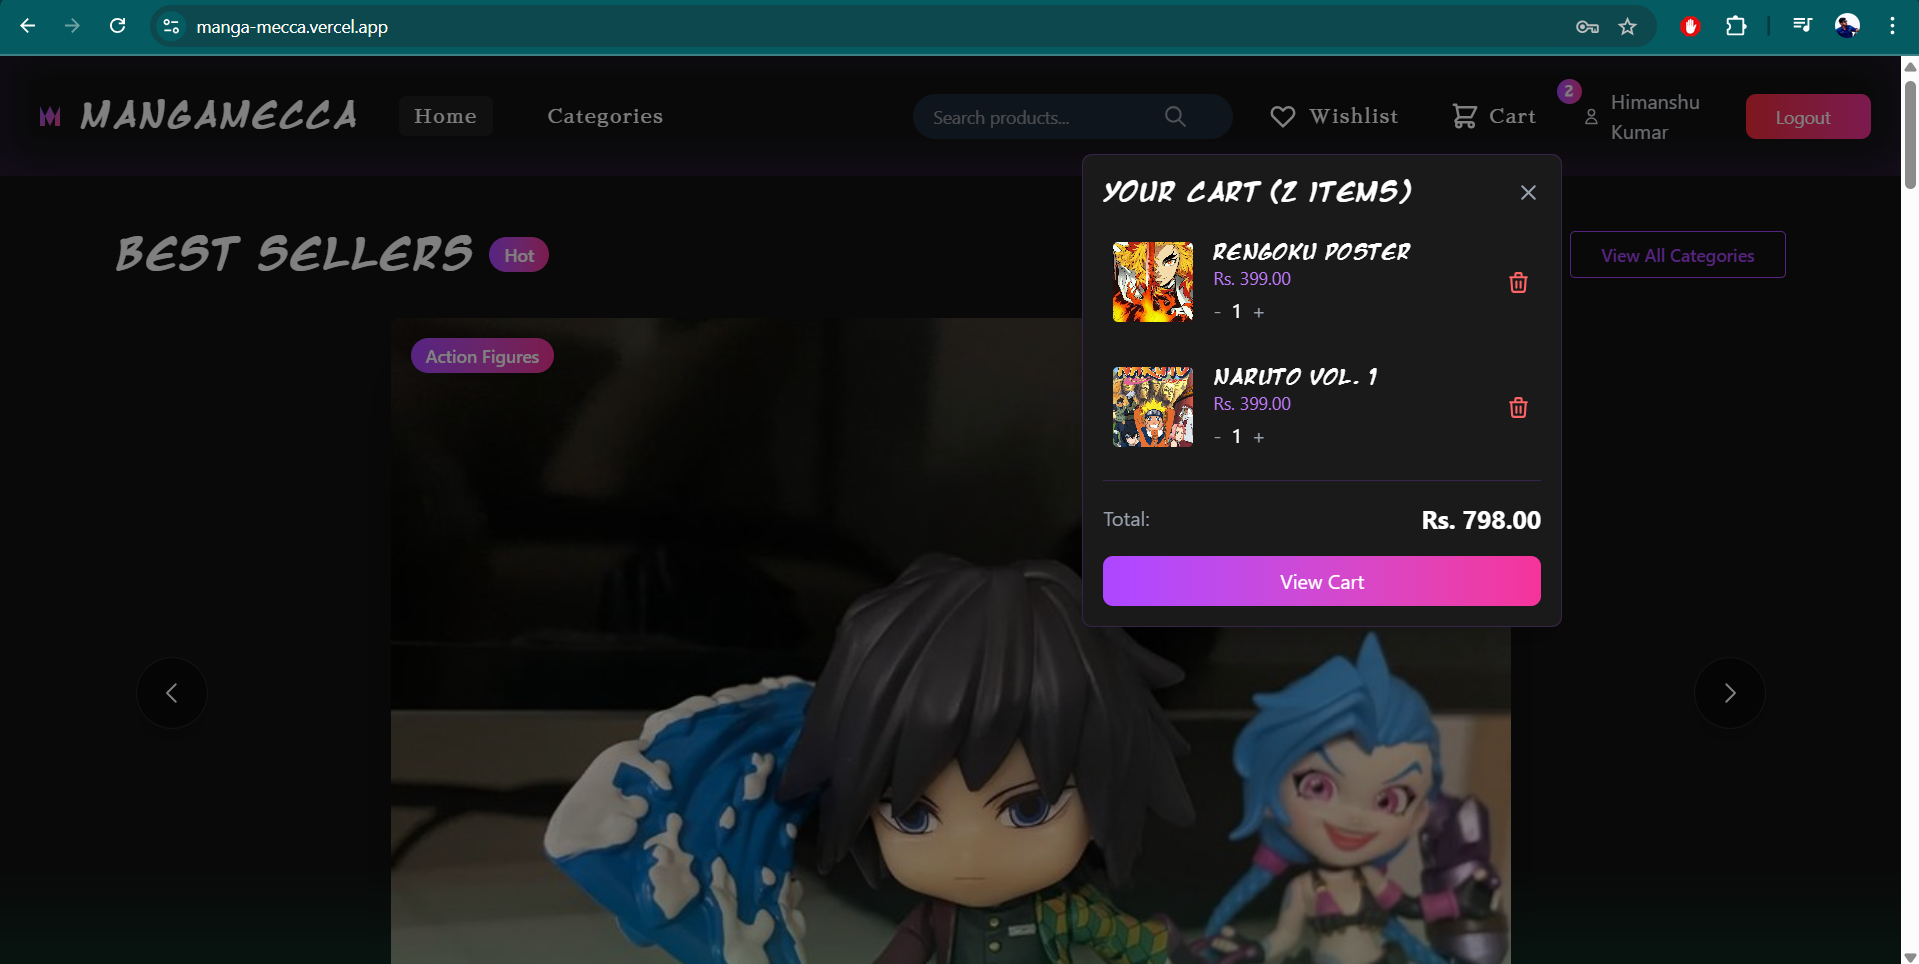 manga-mecca.vercel.app
MANGAMECCA
Home
Categories
Search products...
Wishlist
Cart
2
Himanshu
Kumar
Logout
BEST SELLERS
Hot
View All Categories
Action Figures
YOUR CART (2 ITEMS)
RENGOKU POSTER
Rs. 399.00
- 1 +
NARUTO VOL. 1
Rs. 399.00
- 1 +
Total:
Rs. 798.00
View Cart